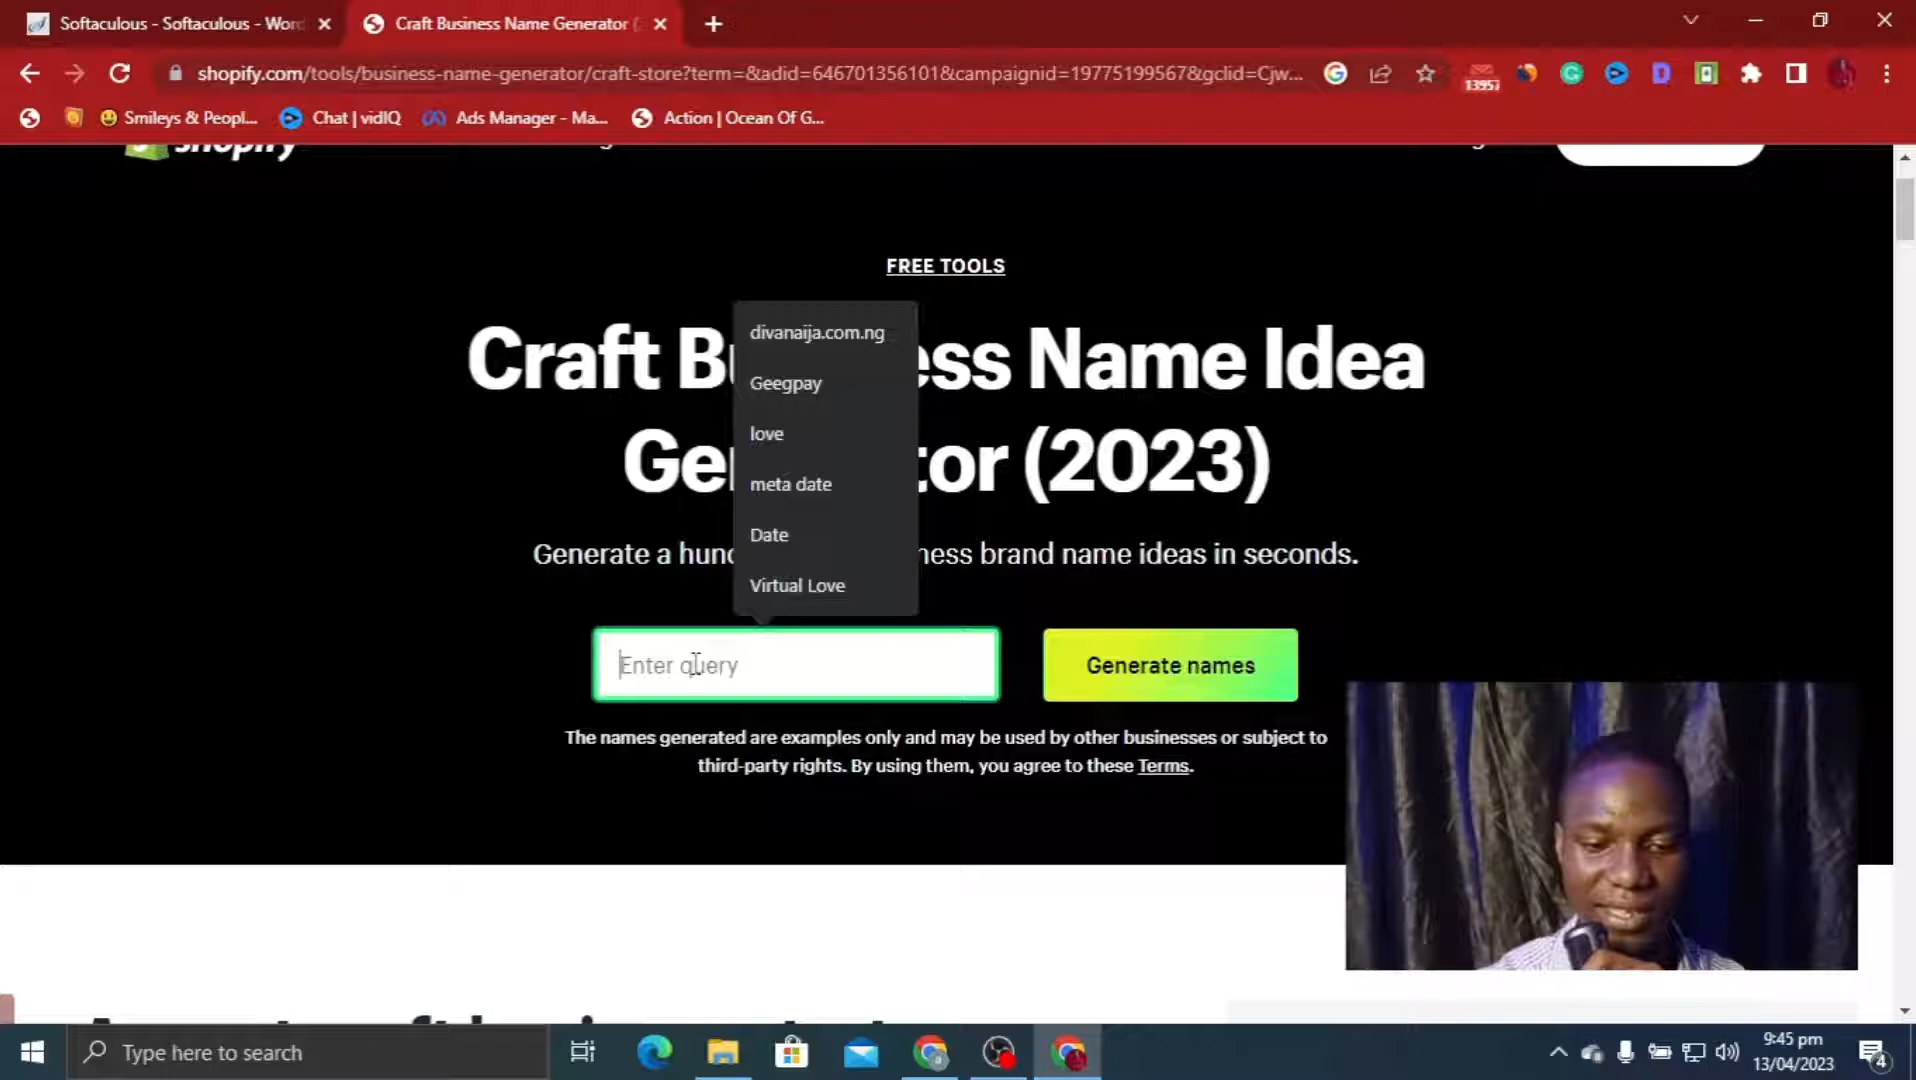 Softaculous - Softaculous - Word
Craft Business Name Generator (
shopify.com/tools/business-name-generator/craft-store?term=&adid=646701356101&campaignid=19775199567&gclid=Cjw...
13957
Smileys & Peopl...
Chat | vidIQ
Ads Manager - Ma...
Action | Ocean Of G...
shopify
FREE TOOLS
Craft Bu ess Name Idea
Ge tor (2023)
divanaija.com.ng
Geegpay
love
meta date
Date
Virtual Love
Generate a hund ness brand name ideas in seconds.
Enter query
Generate names
The names generated are examples only and may be used by other businesses or subject to
third-party rights. By using them, you agree to these Terms.
Type here to search
9:45 pm
13/04/2023
4